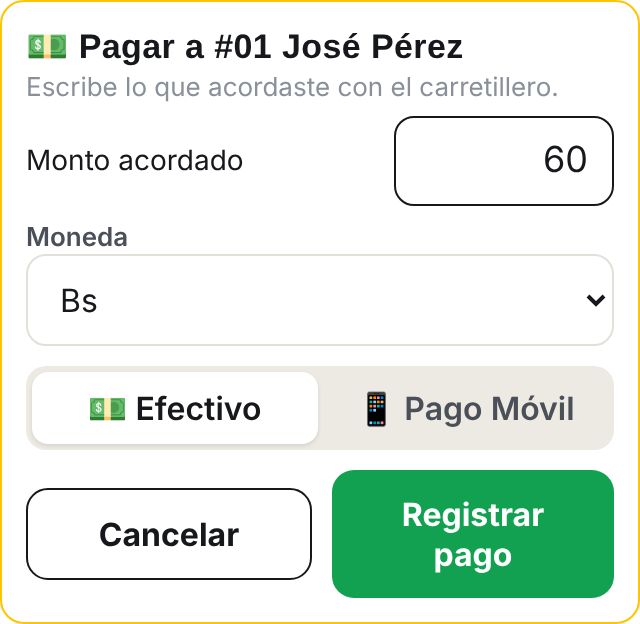 💵 Pagar a #01 José Pérez
Escribe lo que acordaste con el carretillero.
Monto acordado
60
Moneda
Bs
💵 Efectivo
📱 Pago Móvil
Cancelar
Registrar
pago